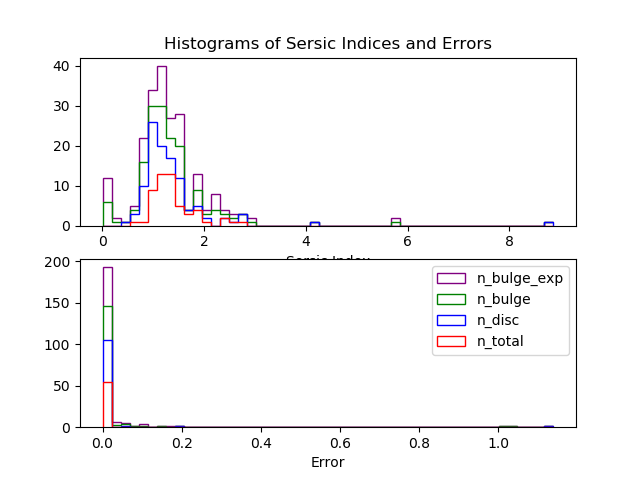 Histograms of Sersic Indices and Errors
40
30
20
10
0
0 2 4 6 8
Sersic Index
200
150
100
50
0
n_bulge_exp
n_bulge
n_disc
n_total
0.0 0.2 0.4 0.6 0.8 1.0
Error